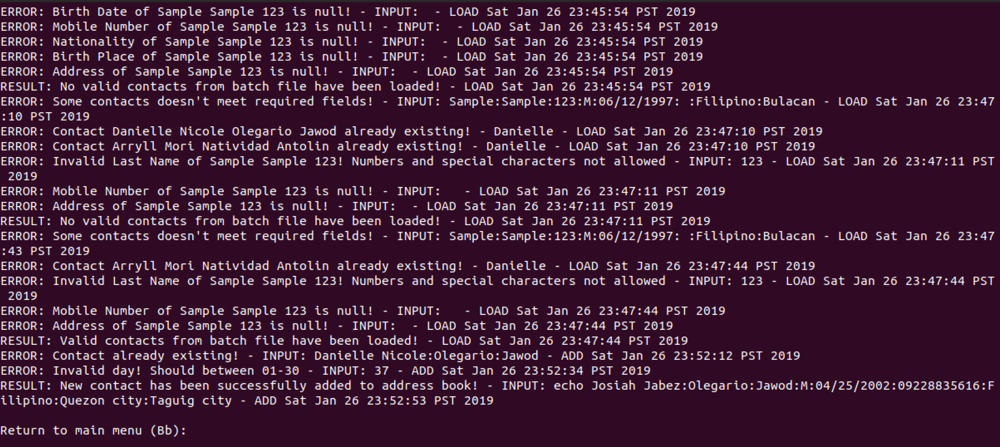 ERROR: Birth Date of Sample Sample 123 is null! - INPUT:  - LOAD Sat Jan 26 23:45:54 PST 2019
ERROR: Mobile Number of Sample Sample 123 is null! - INPUT:  - LOAD Sat Jan 26 23:45:54 PST 2019
ERROR: Nationality of Sample Sample 123 is null! - INPUT:  - LOAD Sat Jan 26 23:45:54 PST 2019
ERROR: Birth Place of Sample Sample 123 is null! - INPUT:  - LOAD Sat Jan 26 23:45:54 PST 2019
ERROR: Address of Sample Sample 123 is null! - INPUT:  - LOAD Sat Jan 26 23:45:54 PST 2019
RESULT: No valid contacts from batch file have been loaded! - LOAD Sat Jan 26 23:45:54 PST 2019
ERROR: Some contacts doesn't meet required fields! - INPUT: Sample:Sample:123:M:06/12/1997: :Filipino:Bulacan - LOAD Sat Jan 26 23:47
:10 PST 2019
ERROR: Contact Danielle Nicole Olegario Jawod already existing! - Danielle - LOAD Sat Jan 26 23:47:10 PST 2019
ERROR: Contact Arryll Mori Natividad Antolin already existing! - Danielle - LOAD Sat Jan 26 23:47:10 PST 2019
ERROR: Invalid Last Name of Sample Sample 123! Numbers and special characters not allowed - INPUT: 123 - LOAD Sat Jan 26 23:47:11 PST
 2019
ERROR: Mobile Number of Sample Sample 123 is null! - INPUT:   - LOAD Sat Jan 26 23:47:11 PST 2019
ERROR: Address of Sample Sample 123 is null! - INPUT:  - LOAD Sat Jan 26 23:47:11 PST 2019
RESULT: No valid contacts from batch file have been loaded! - LOAD Sat Jan 26 23:47:11 PST 2019
ERROR: Some contacts doesn't meet required fields! - INPUT: Sample:Sample:123:M:06/12/1997: :Filipino:Bulacan - LOAD Sat Jan 26 23:47
:43 PST 2019
ERROR: Contact Arryll Mori Natividad Antolin already existing! - Danielle - LOAD Sat Jan 26 23:47:44 PST 2019
ERROR: Invalid Last Name of Sample Sample 123! Numbers and special characters not allowed - INPUT: 123 - LOAD Sat Jan 26 23:47:44 PST
 2019
ERROR: Mobile Number of Sample Sample 123 is null! - INPUT:   - LOAD Sat Jan 26 23:47:44 PST 2019
ERROR: Address of Sample Sample 123 is null! - INPUT:  - LOAD Sat Jan 26 23:47:44 PST 2019
RESULT: Valid contacts from batch file have been loaded! - LOAD Sat Jan 26 23:47:44 PST 2019
ERROR: Contact already existing! - INPUT: Danielle Nicole:Olegario:Jawod - ADD Sat Jan 26 23:52:12 PST 2019
ERROR: Invalid day! Should between 01-30 - INPUT: 37 - ADD Sat Jan 26 23:52:34 PST 2019
RESULT: New contact has been successfully added to address book! - INPUT: echo Josiah Jabez:Olegario:Jawod:M:04/25/2002:09228835616:F
ilipino:Quezon city:Taguig city - ADD Sat Jan 26 23:52:53 PST 2019
Return to main menu (Bb):